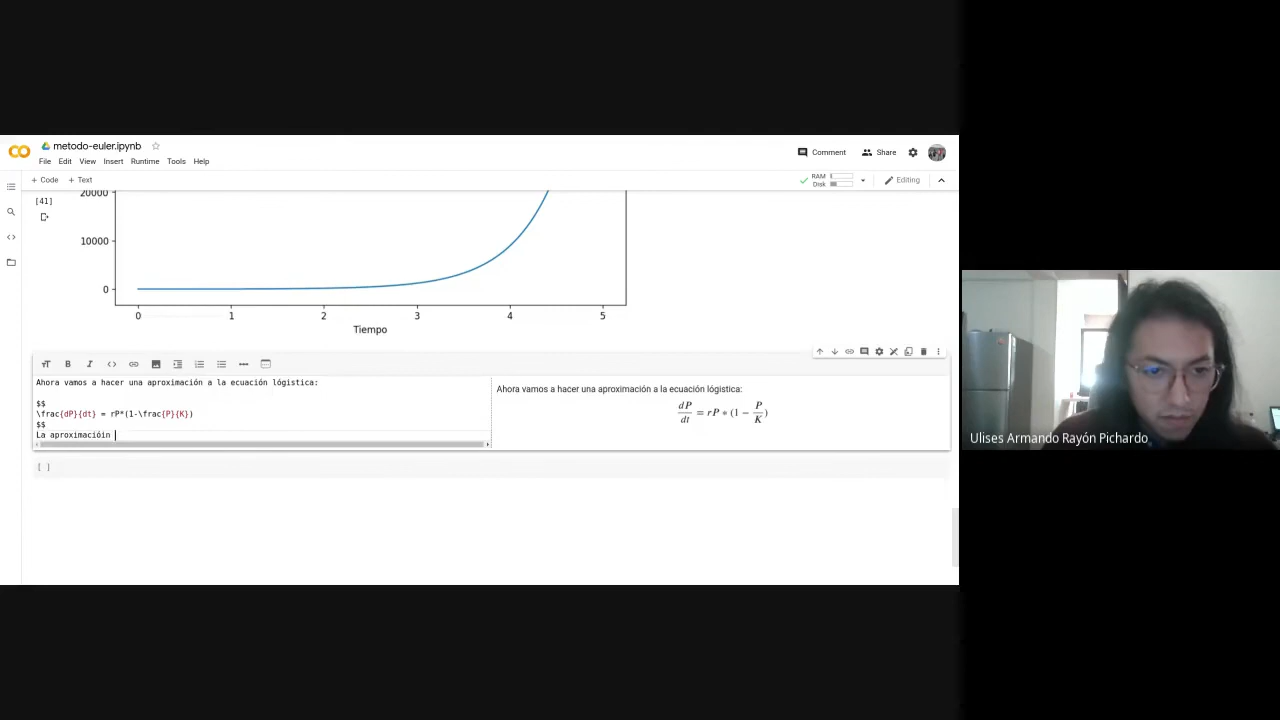 metodo-euler.ipynb
File Edit View Insert Runtime Tools Help
Comment Share
+ Code + Text
RAM
Disk
Editing
[41]
20000
10000
0
0 1 2 3 4 5
Tiempo
Ahora vamos a hacer una aproximación a la ecuación lógistica:
$$
\frac{dP}{dt} = rP*(1-\frac{P}{K})
$$
La aproximacióin
Ahora vamos a hacer una aproximación a la ecuación lógistica:
dP/dt = rP * (1 − P/K)
[ ]
Ulises Armando Rayón Pichardo